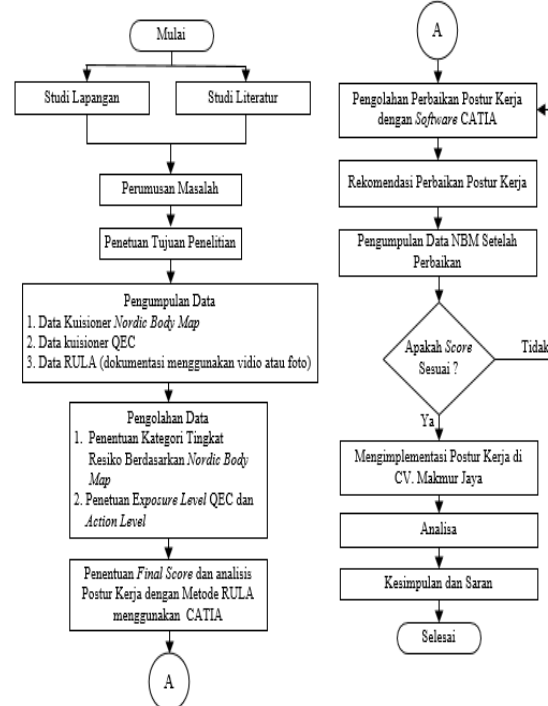 Mulai
Studi Lapangan
Studi Literatur
Perumusan Masalah
Penetuan Tujuan Penelitian
Pengumpulan Data
1. Data Kuisioner Nordic Body Map
2. Data kuisioner QEC
3. Data RULA (dokumentasi menggunakan vidio atau foto)
Pengolahan Data
1. Penentuan Kategori Tingkat
Resiko Berdasarkan Nordic Body
Map
2. Penetuan Exposure Level QEC dan
Action Level
Penentuan Final Score dan analisis
Postur Kerja dengan Metode RULA
menggunakan CATIA
A
A
Pengolahan Perbaikan Postur Kerja
dengan Software CATIA
Rekomendasi Perbaikan Postur Kerja
Pengumpulan Data NBM Setelah
Perbaikan
Apakah Score
Sesuai ?
Tidak
Ya
Mengimplementasi Postur Kerja di
CV. Makmur Jaya
Analisa
Kesimpulan dan Saran
Selesai